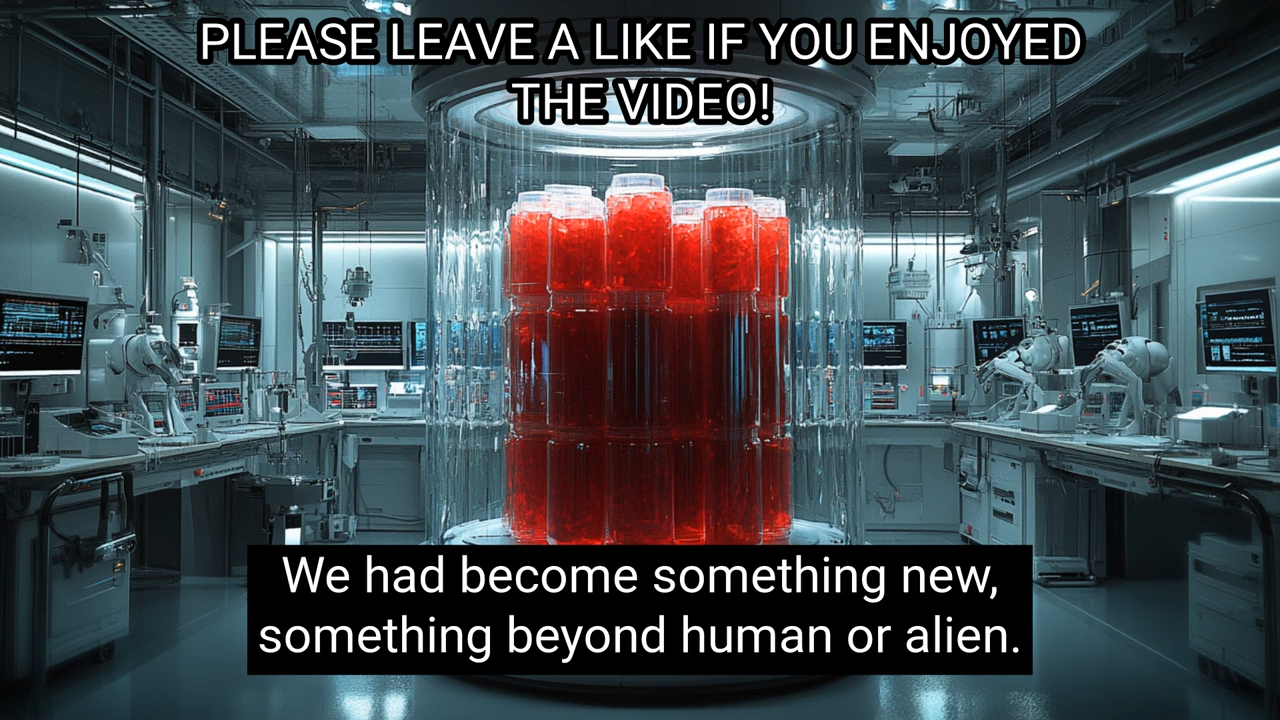 PLEASE LEAVE A LIKE IF YOU ENJOYED
THE VIDEO!
We had become something new,
something beyond human or alien.